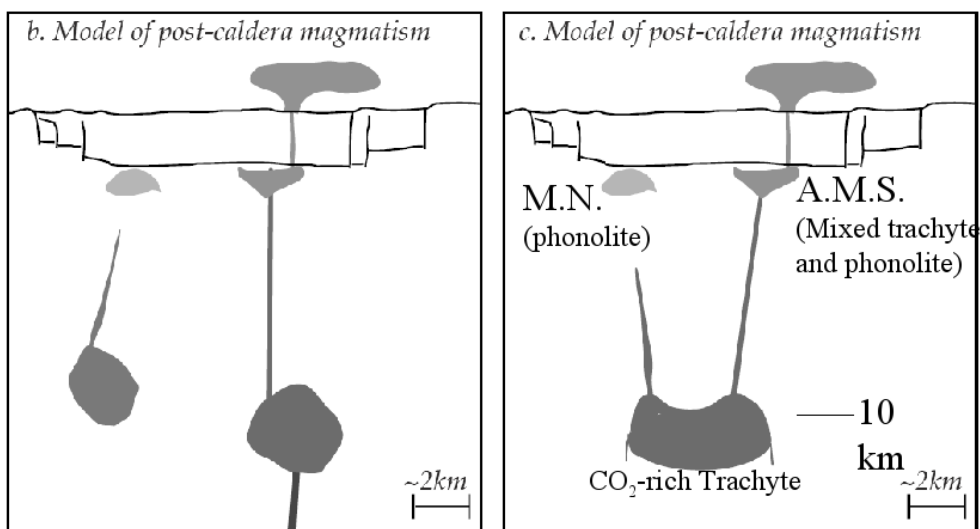 b. Model of post-caldera magmatism
~2km
c. Model of post-caldera magmatism
M.N.
(phonolite)
A.M.S.
(Mixed trachyte
and phonolite)
10
km
CO₂-rich Trachyte
~2km